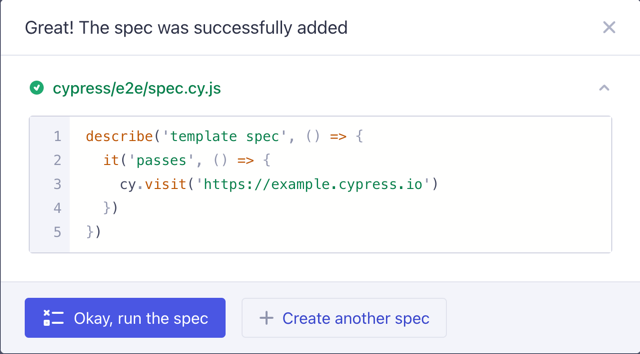 Great! The spec was successfully added
cypress/e2e/spec.cy.js
1 describe('template spec', () => {
2   it('passes', () => {
3     cy.visit('https://example.cypress.io')
4   })
5 })
Okay, run the spec
Create another spec